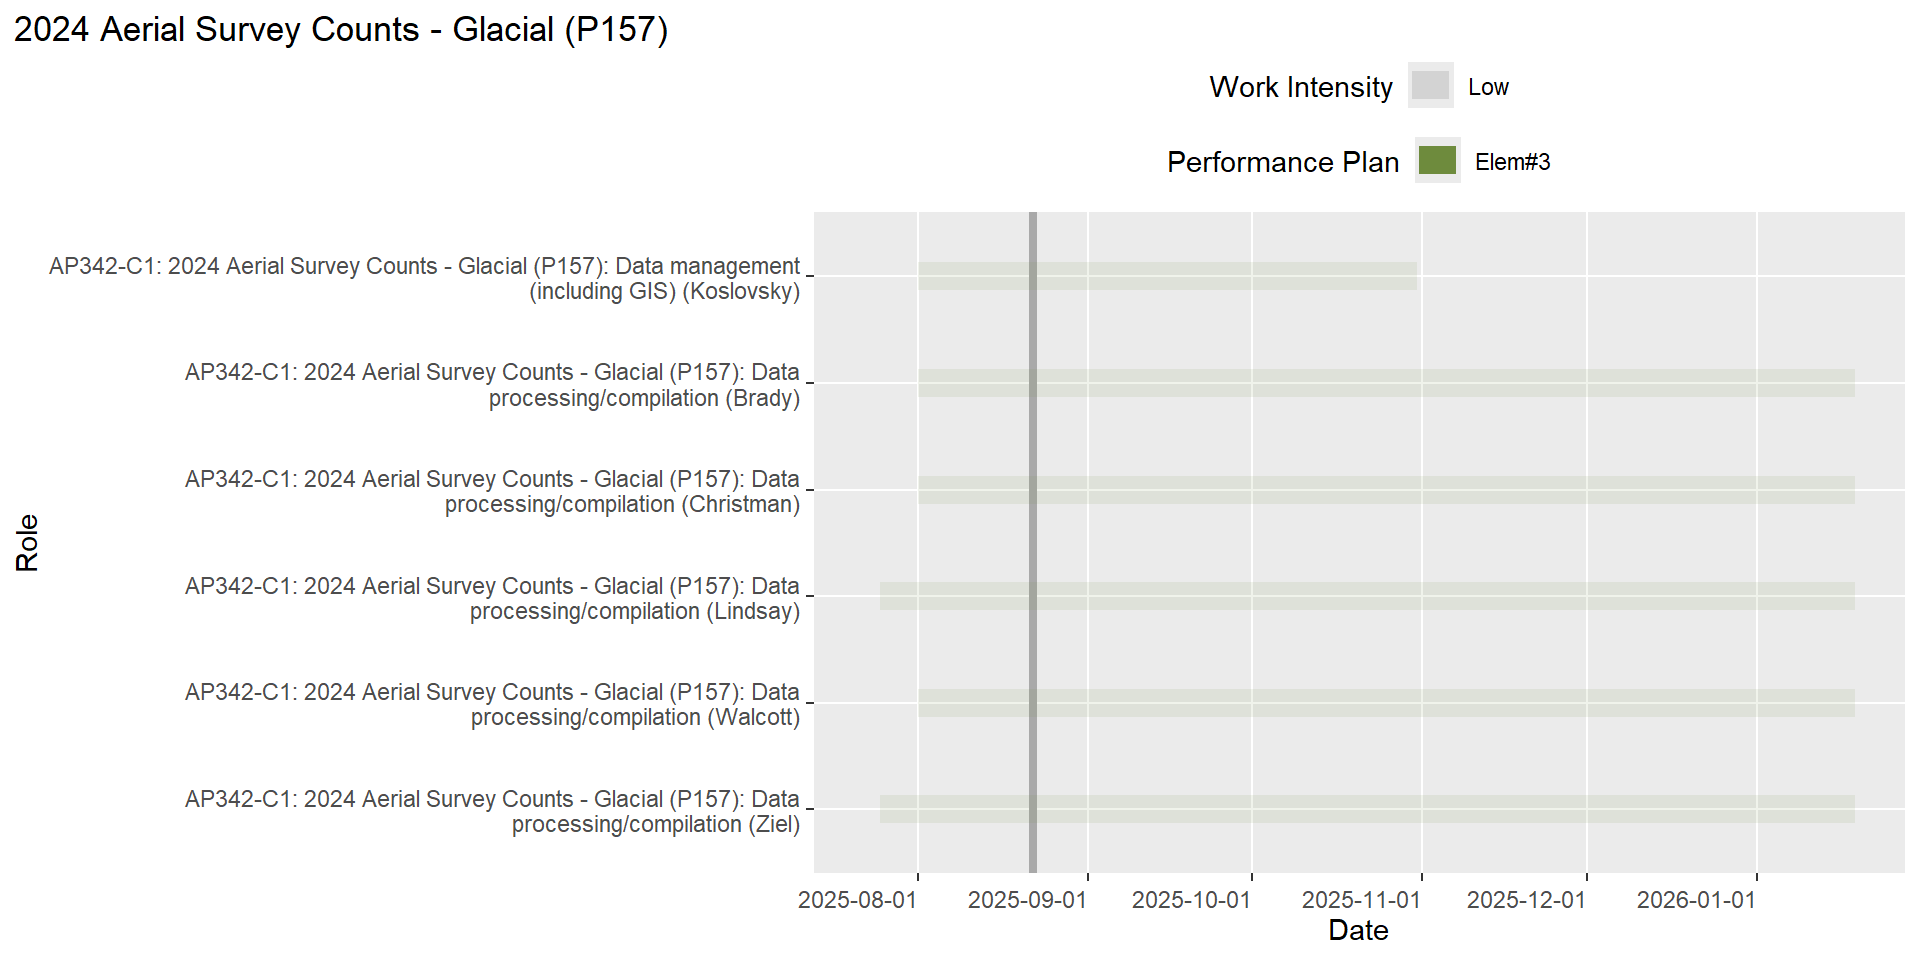 2024 Aerial Survey Counts - Glacial (P157)
Work Intensity Low
Performance Plan Elem#3
AP342-C1: 2024 Aerial Survey Counts - Glacial (P157): Data management
(including GIS) (Koslovsky)
AP342-C1: 2024 Aerial Survey Counts - Glacial (P157): Data
processing/compilation (Brady)
AP342-C1: 2024 Aerial Survey Counts - Glacial (P157): Data
processing/compilation (Christman)
AP342-C1: 2024 Aerial Survey Counts - Glacial (P157): Data
processing/compilation (Lindsay)
AP342-C1: 2024 Aerial Survey Counts - Glacial (P157): Data
processing/compilation (Walcott)
AP342-C1: 2024 Aerial Survey Counts - Glacial (P157): Data
processing/compilation (Ziel)
Role
2025-08-01 2025-09-01 2025-10-01 2025-11-01 2025-12-01 2026-01-01
Date